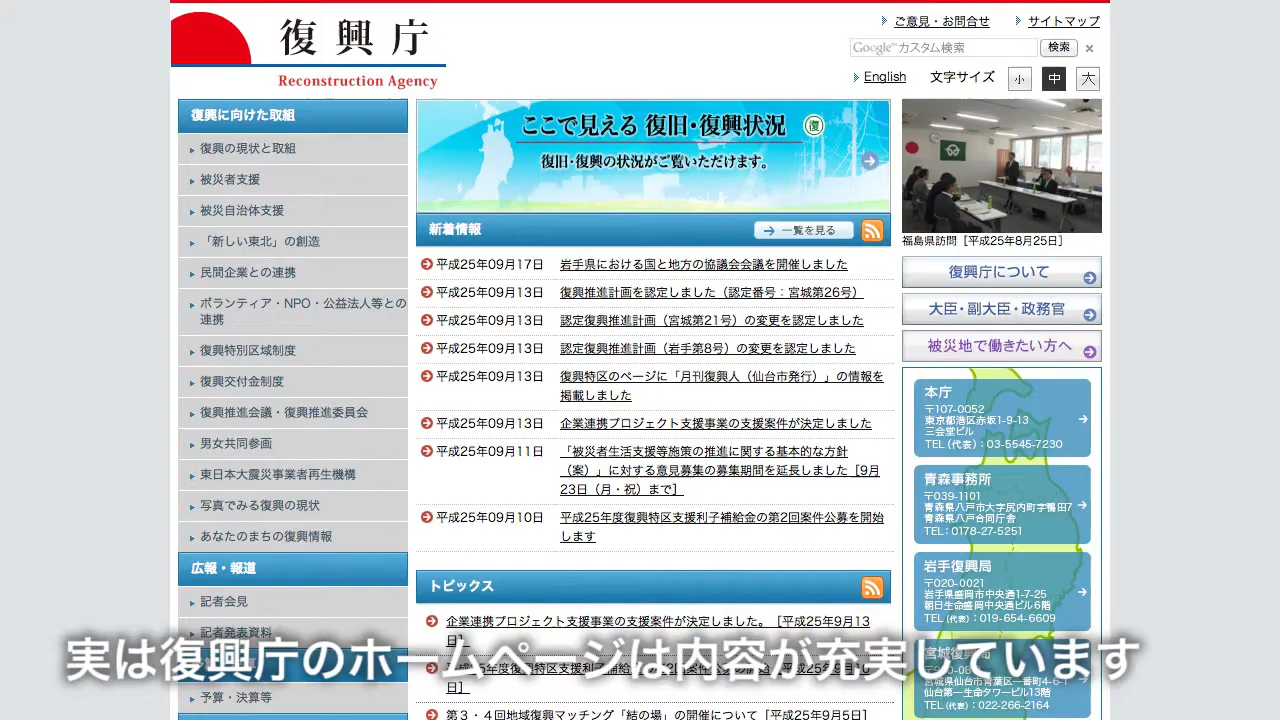 復興庁
Reconstruction Agency
ご意見・お問合せ
サイトマップ
Google™カスタム検索
検索
×
English
文字サイズ
小
中
大
復興に向けた取組
復興の現状と取組
被災者支援
被災自治体支援
「新しい東北」の創造
民間企業との連携
ボランティア・NPO・公益法人等との
連携
復興特別区域制度
復興交付金制度
復興推進会議・復興推進委員会
男女共同参画
東日本大震災事業者再生機構
写真でみる復興の現状
あなたのまちの復興情報
広報・報道
記者会見
記者発表資料
予算・決算等
ここで見える 復旧・復興状況
復
復旧・復興の状況がご覧いただけます。
新着情報
一覧を見る
平成25年09月17日 岩手県における国と地方の協議会会議を開催しました
平成25年09月13日 復興推進計画を認定しました（認定番号：宮城第26号）
平成25年09月13日 認定復興推進計画（宮城第21号）の変更を認定しました
平成25年09月13日 認定復興推進計画（岩手第8号）の変更を認定しました
平成25年09月13日 復興特区のページに「月刊復興人（仙台市発行）」の情報を
掲載しました
平成25年09月13日 企業連携プロジェクト支援事業の支援案件が決定しました
平成25年09月11日 「被災者生活支援等施策の推進に関する基本的な方針
（案）」に対する意見募集の募集期間を延長しました［9月
23日（月・祝）まで］
平成25年09月10日 平成25年度復興特区支援利子補給金の第2回案件公募を開始
します
トピックス
企業連携プロジェクト支援事業の支援案件が決定しました。［平成25年9月13
日］
日］
第３・４回地域復興マッチング「結の場」の開催について［平成25年9月5日］
福島県訪問［平成25年8月25日］
復興庁について
大臣・副大臣・政務官
被災地で働きたい方へ
本庁
〒107-0052
東京都港区赤坂1-9-13
三会堂ビル
TEL（代表）：03-5545-7230
青森事務所
〒039-1101
青森県八戸市大字尻内町字鴨田7
青森県八戸合同庁舎
TEL：0178-27-5251
岩手復興局
〒020-0021
岩手県盛岡市中央通1-7-25
朝日生命盛岡中央通ビル６階
TEL（代表）：019-654-6609
宮城復興局
宮城県仙台市青葉区一番町4-6-1
仙台第一生命タワービル13階
TEL（代表）：022-266-2164
実は復興庁のホームページは内容が充実しています